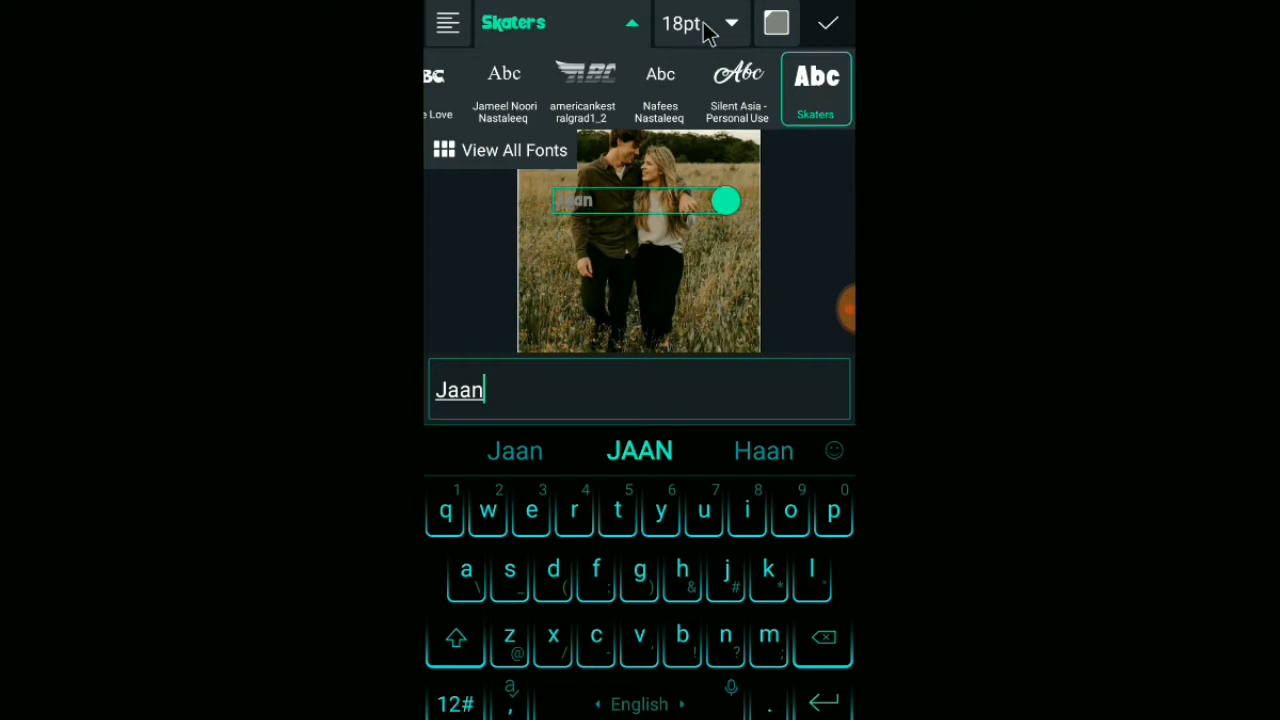 Skaters 18pt
BC Abc ABC Abc Abc Abc
e Love Jameel Noori Nastaleeq americankest ralgrad1_2 Nafees Nastaleeq Silent Asia - Personal Use Skaters
View All Fonts
Jaan
Jaan
Jaan JAAN Haan
1 2 3 4 5 6 7 8 9 0
q w e r t y u i o p
a s d f g h j k l
\ _ ( : ) & # * "
z x c v b n m
@ / - ' ! ? ;
12# , English .